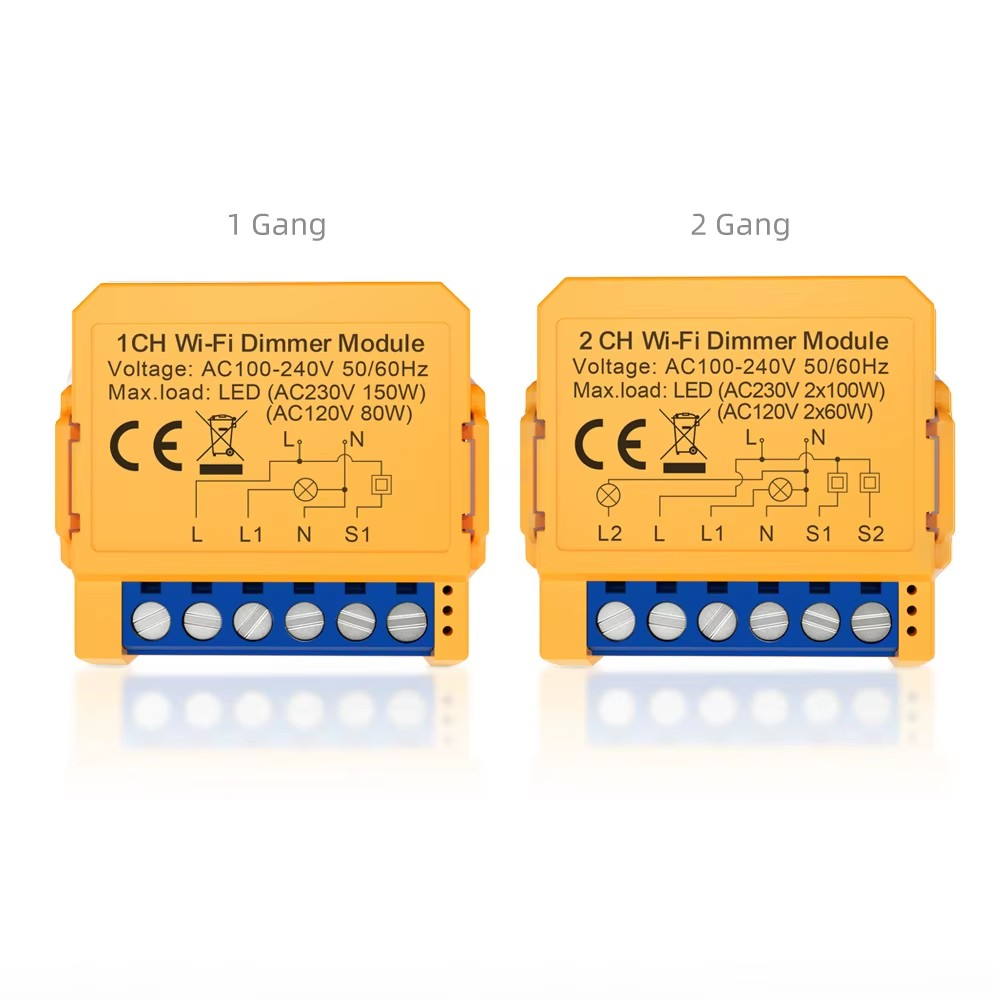 1 Gang
1CH Wi-Fi Dimmer Module
Voltage: AC100-240V 50/60Hz
Max.load: LED (AC230V 150W)
(AC120V 80W)
CE
L N
L L1 N S1
2 Gang
2 CH Wi-Fi Dimmer Module
Voltage: AC100-240V 50/60Hz
Max.load: LED (AC230V 2x100W)
(AC120V 2x60W)
CE
L N
L2 L L1 N S1 S2